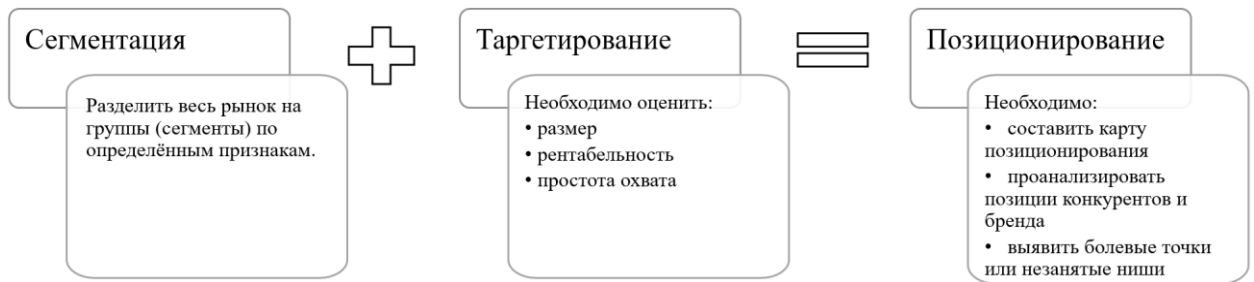 Сегментация
Разделить весь рынок на
группы (сегменты) по
определённым признакам.
Таргетирование
Необходимо оценить:
• размер
• рентабельность
• простота охвата
Позиционирование
Необходимо:
• составить карту
позиционирования
• проанализировать
позиции конкурентов и
бренда
• выявить болевые точки
или незанятые ниши